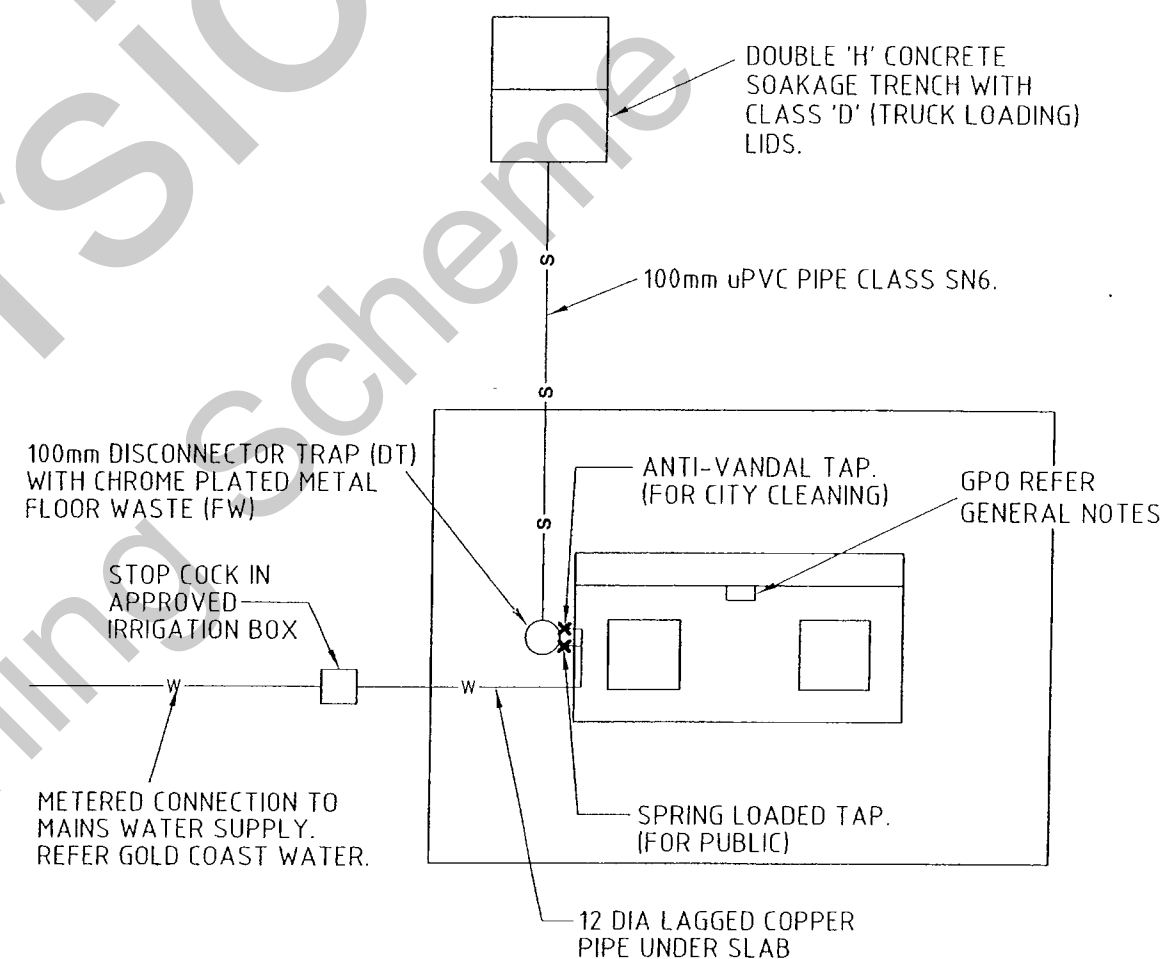 DOUBLE 'H' CONCRETE
SOAKAGE TRENCH WITH
CLASS 'D' (TRUCK LOADING)
LIDS.
S
100mm uPVC PIPE CLASS SN6.
S
100mm DISCONNECTOR TRAP (DT)
WITH CHROME PLATED METAL
FLOOR WASTE (FW)
ANTI-VANDAL TAP.
(FOR CITY CLEANING)
GPO REFER
GENERAL NOTES
S
STOP COCK IN
APPROVED
IRRIGATION BOX
W
W
METERED CONNECTION TO
MAINS WATER SUPPLY.
REFER GOLD COAST WATER.
SPRING LOADED TAP.
(FOR PUBLIC)
12 DIA LAGGED COPPER
PIPE UNDER SLAB
Scheme